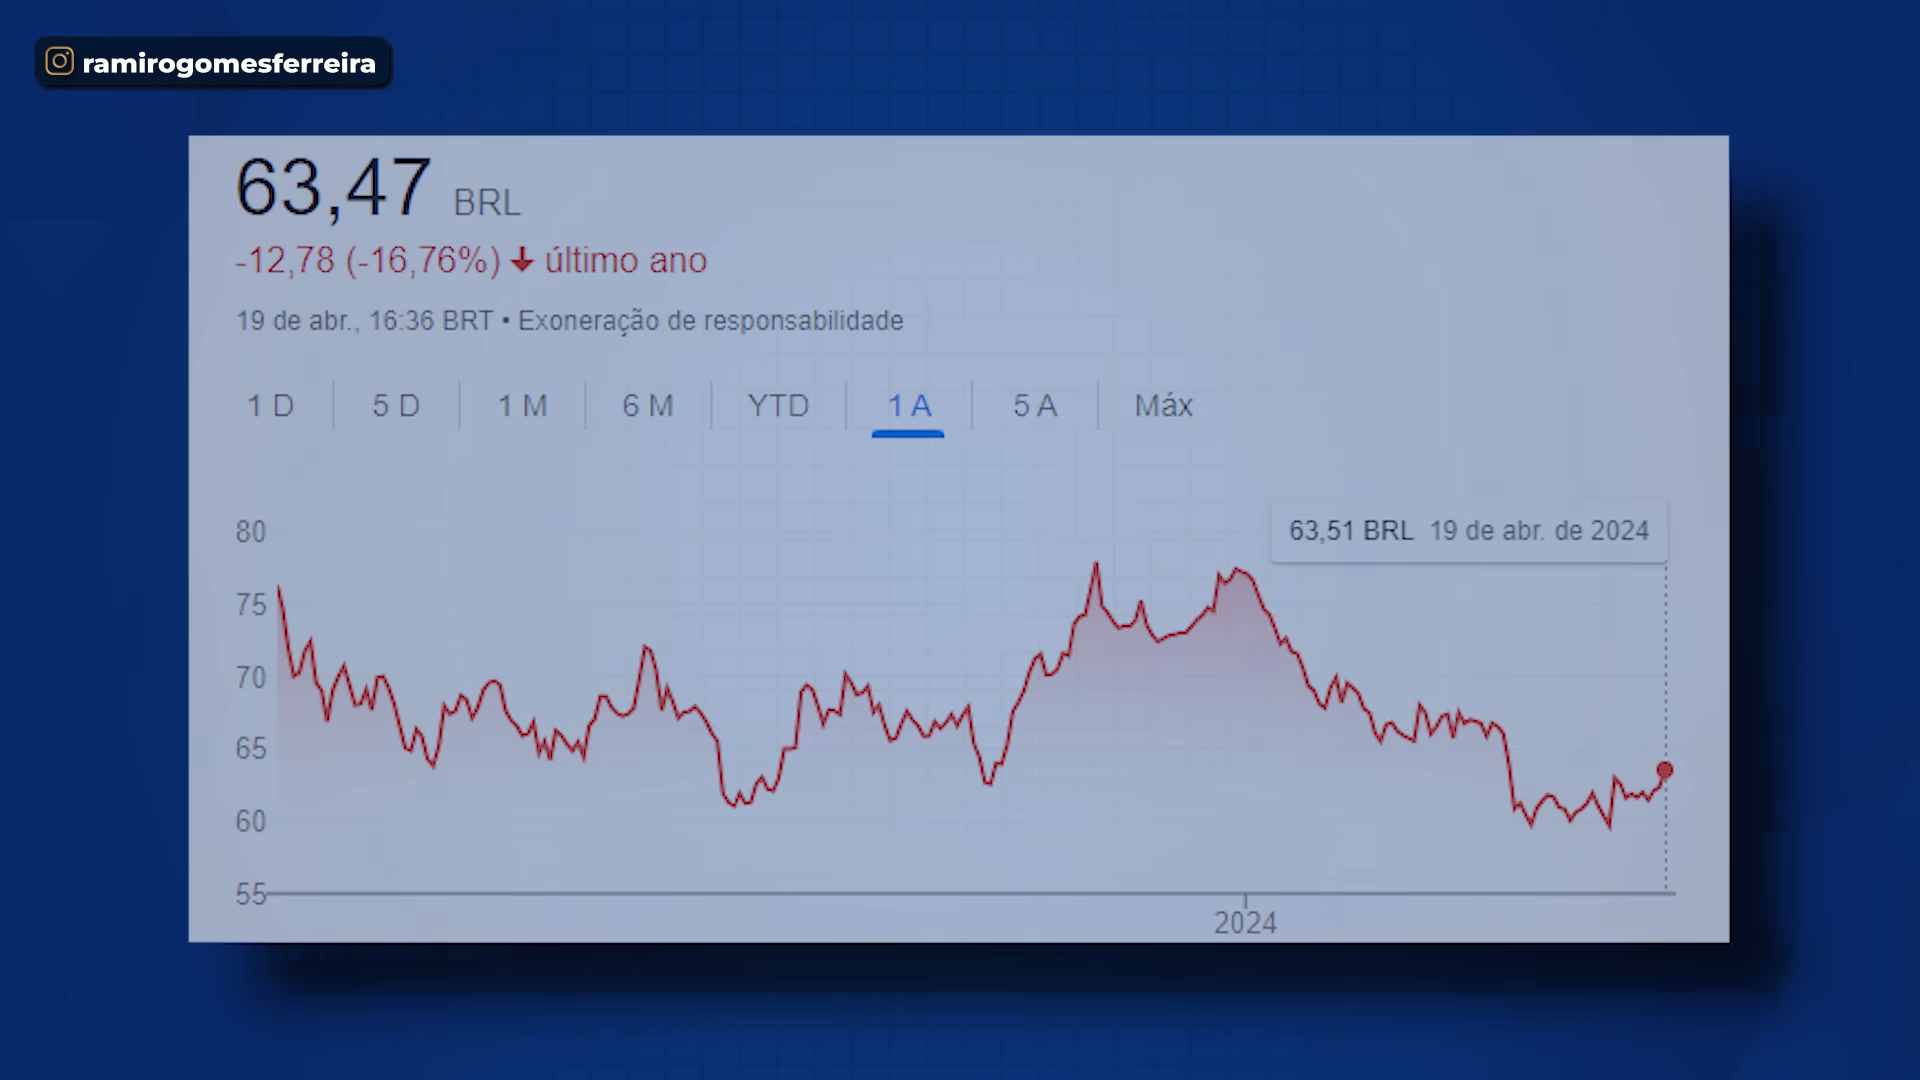 ramirogomesferreira
63,47 BRL
-12,78 (-16,76%) ↓ último ano
19 de abr., 16:36 BRT • Exoneração de responsabilidade
1 D 5 D 1 M 6 M YTD 1 A 5 A Máx
63,51 BRL 19 de abr. de 2024
80
75
70
65
60
55
2024